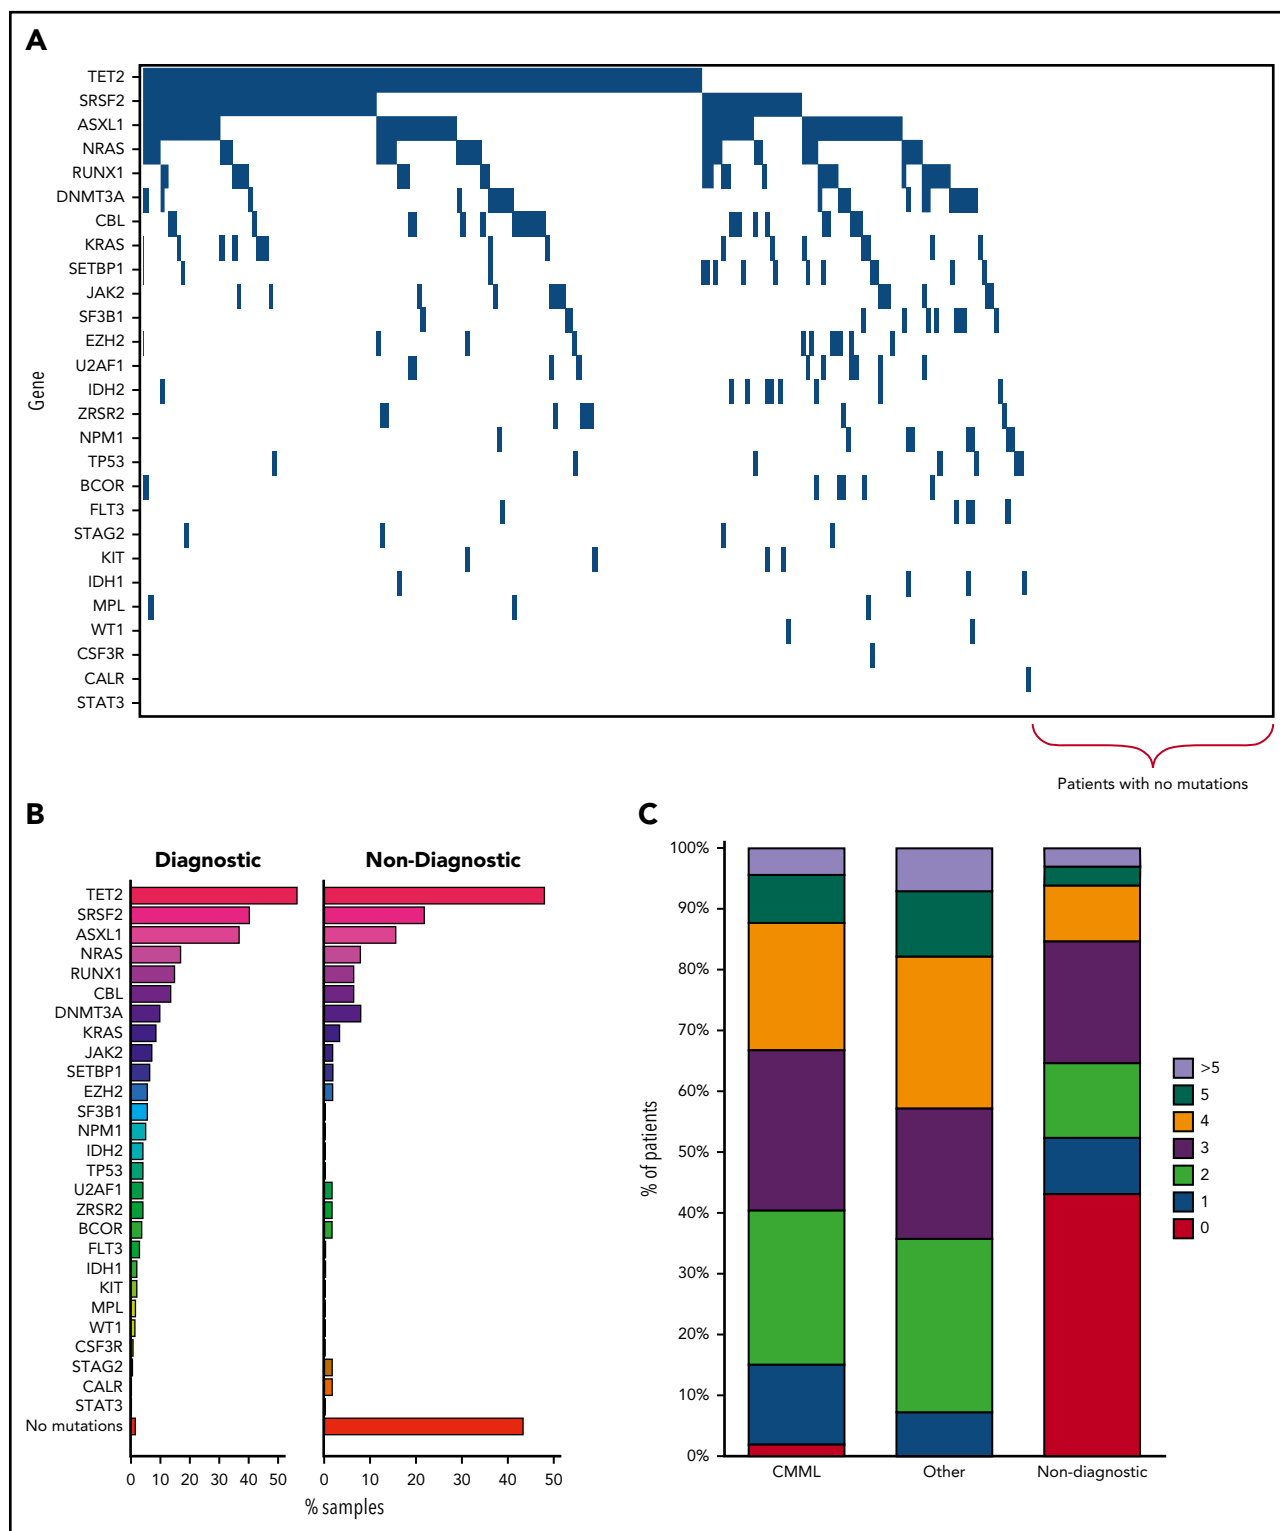 A
Gene
TET2
SRSF2
ASXL1
NRAS
RUNX1
DNMT3A
CBL
KRAS
SETBP1
JAK2
SF3B1
EZH2
U2AF1
IDH2
ZRSR2
NPM1
TP53
BCOR
FLT3
STAG2
KIT
IDH1
MPL
WT1
CSF3R
CALR
STAT3
Patients with no mutations
B
Diagnostic Non-Diagnostic
TET2
SRSF2
ASXL1
NRAS
RUNX1
CBL
DNMT3A
KRAS
JAK2
SETBP1
EZH2
SF3B1
NPM1
IDH2
TP53
U2AF1
ZRSR2
BCOR
FLT3
IDH1
KIT
MPL
WT1
CSF3R
STAG2
CALR
STAT3
No mutations
0 10 20 30 40 50 0 10 20 30 40 50
% samples
C
% of patients
100%
90%
80%
70%
60%
50%
40%
30%
20%
10%
0%
CMML Other Non-diagnostic
>5
5
4
3
2
1
0